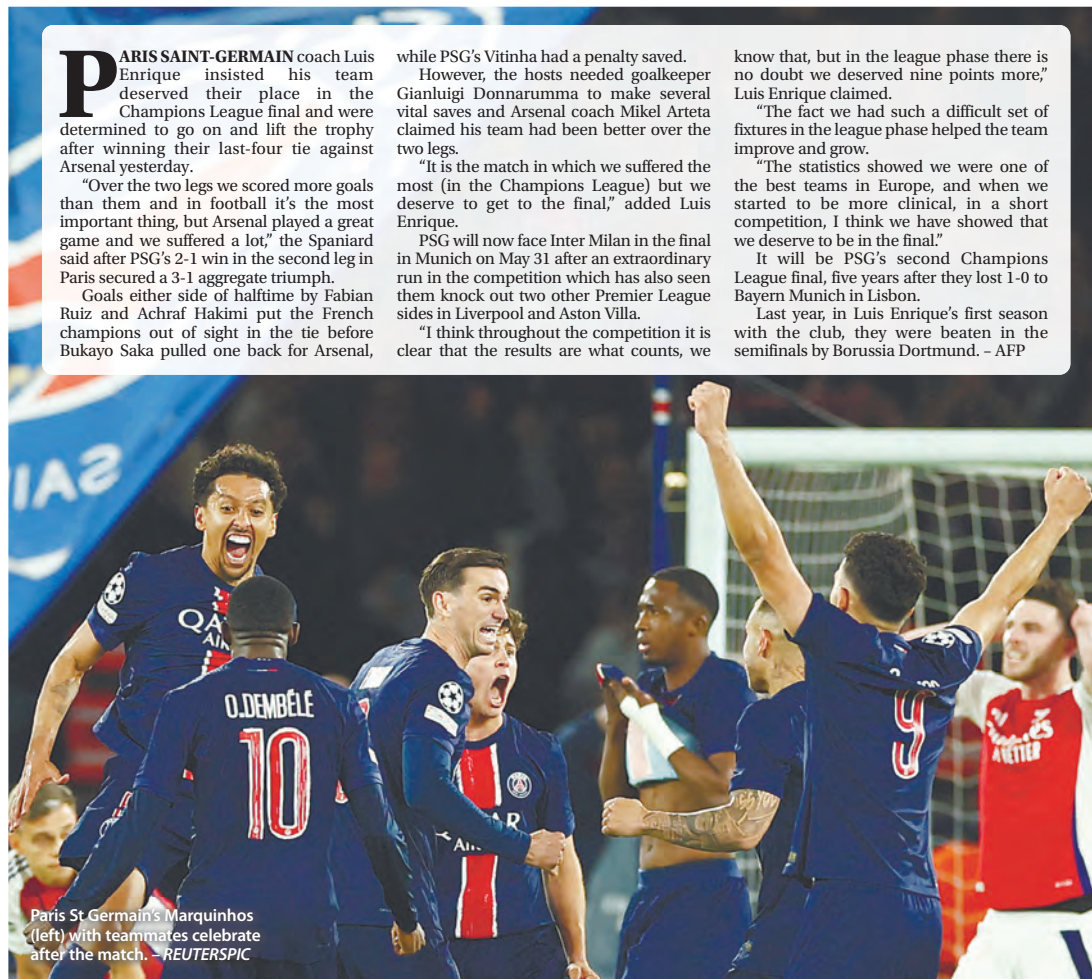 PARIS SAINT-GERMAIN coach Luis
Enrique insisted his team
deserved their place in the
Champions League final and were
determined to go on and lift the trophy
after winning their last-four tie against
Arsenal yesterday.
“Over the two legs we scored more goals
than them and in football it’s the most
important thing, but Arsenal played a great
game and we suffered a lot,” the Spaniard
said after PSG’s 2-1 win in the second leg in
Paris secured a 3-1 aggregate triumph.
Goals either side of halftime by Fabian
Ruiz and Achraf Hakimi put the French
champions out of sight in the tie before
Bukayo Saka pulled one back for Arsenal,
while PSG’s Vitinha had a penalty saved.
However, the hosts needed goalkeeper
Gianluigi Donnarumma to make several
vital saves and Arsenal coach Mikel Arteta
claimed his team had been better over the
two legs.
“It is the match in which we suffered the
most (in the Champions League) but we
deserve to get to the final,” added Luis
Enrique.
PSG will now face Inter Milan in the final
in Munich on May 31 after an extraordinary
run in the competition which has also seen
them knock out two other Premier League
sides in Liverpool and Aston Villa.
“I think throughout the competition it is
clear that the results are what counts, we
know that, but in the league phase there is
no doubt we deserved nine points more,”
Luis Enrique claimed.
“The fact we had such a difficult set of
fixtures in the league phase helped the team
improve and grow.
“The statistics showed we were one of
the best teams in Europe, and when we
started to be more clinical, in a short
competition, I think we have showed that
we deserve to be in the final.”
It will be PSG’s second Champions
League final, five years after they lost 1-0 to
Bayern Munich in Lisbon.
Last year, in Luis Enrique’s first season
with the club, they were beaten in the
semifinals by Borussia Dortmund. – AFP
SAI
QA
O.DEMBÉLÉ
10
9
Paris St Germain’s Marquinhos
(left) with teammates celebrate
after the match. – REUTERSPIC